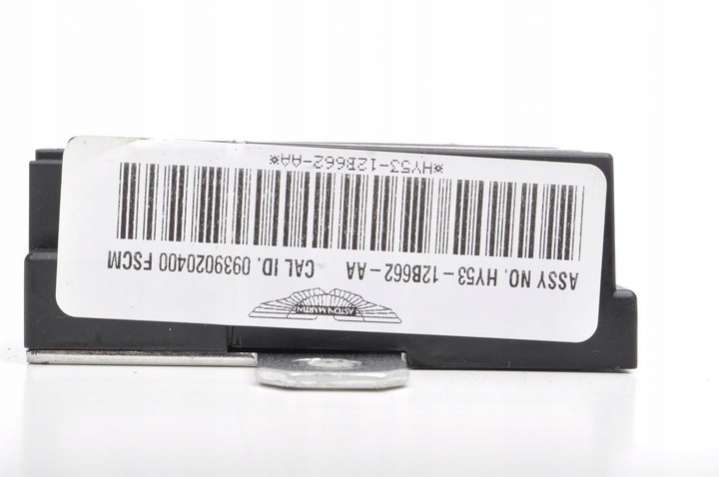 ASTON MARTIN
ASSY NO. HY53-12B662-AA CAL ID. 0939020400 FSCM
*HY53-12B662-AA*